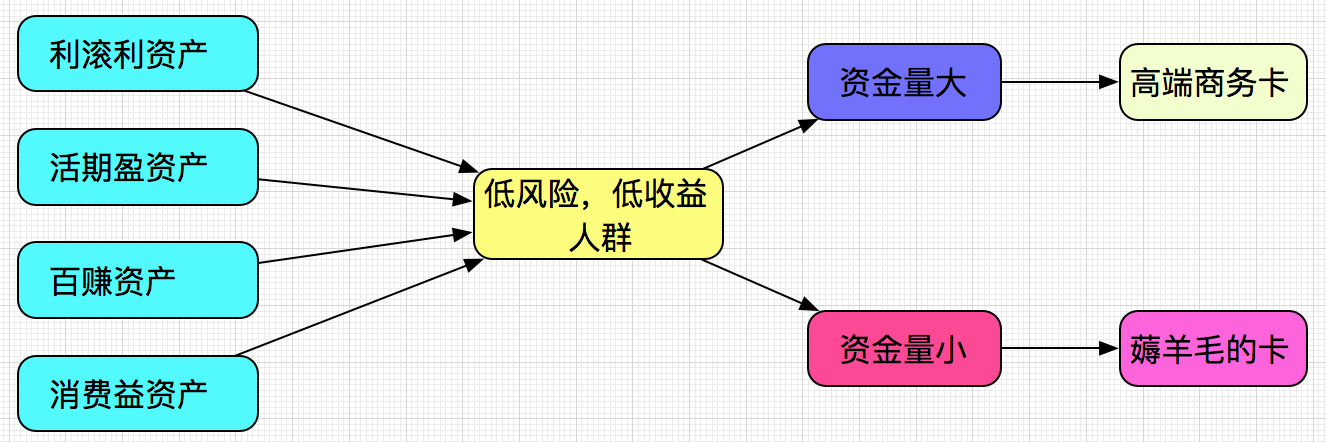 利滚利资产
活期盈资产
百赚资产
消费益资产
低风险，低收益
人群
资金量大
高端商务卡
资金量小
薅羊毛的卡